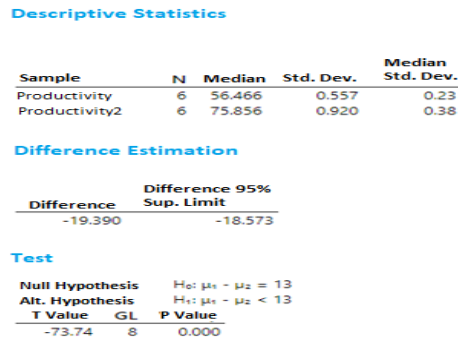 Descriptive Statistics
Median
Sample N Median Std. Dev. Std. Dev.
Productivity 6 56.466 0.557 0.23
Productivity2 6 75.856 0.920 0.38
Difference Estimation
Difference 95%
Difference Sup. Limit
-19.390 -18.573
Test
Null Hypothesis H₀: μ₁ - μ₂ = 13
Alt. Hypothesis H₁: μ₁ - μ₂ < 13
T Value GL P Value
-73.74 8 0.000